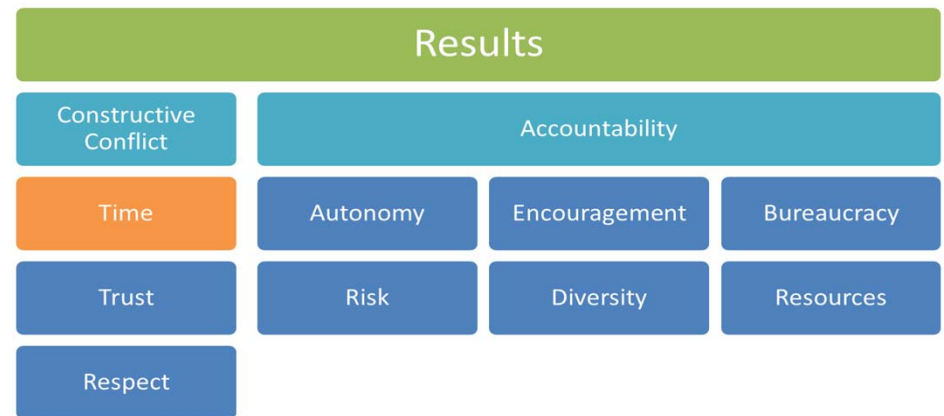 Results
Constructive
Conflict
Accountability
Time
Autonomy
Encouragement
Bureaucracy
Trust
Risk
Diversity
Resources
Respect